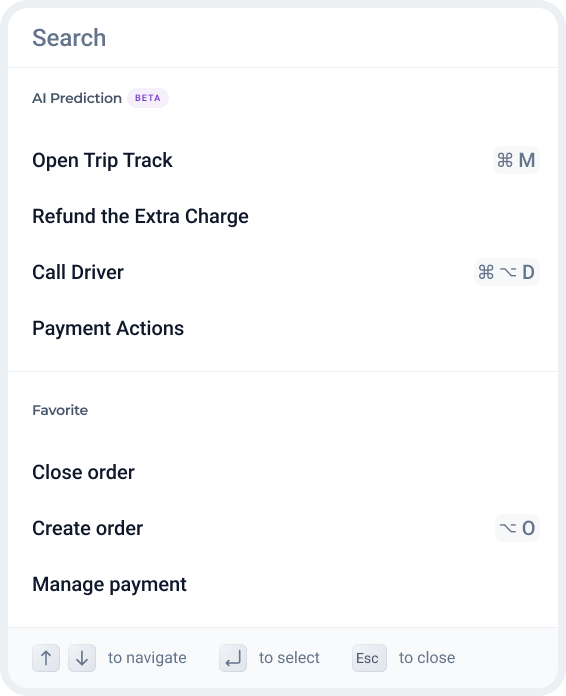 Search
AI Prediction BETA
Open Trip Track ⌘ M
Refund the Extra Charge
Call Driver ⌘ ⌥ D
Payment Actions
Favorite
Close order
Create order ⌥ O
Manage payment
↑ ↓ to navigate ↵ to select Esc to close